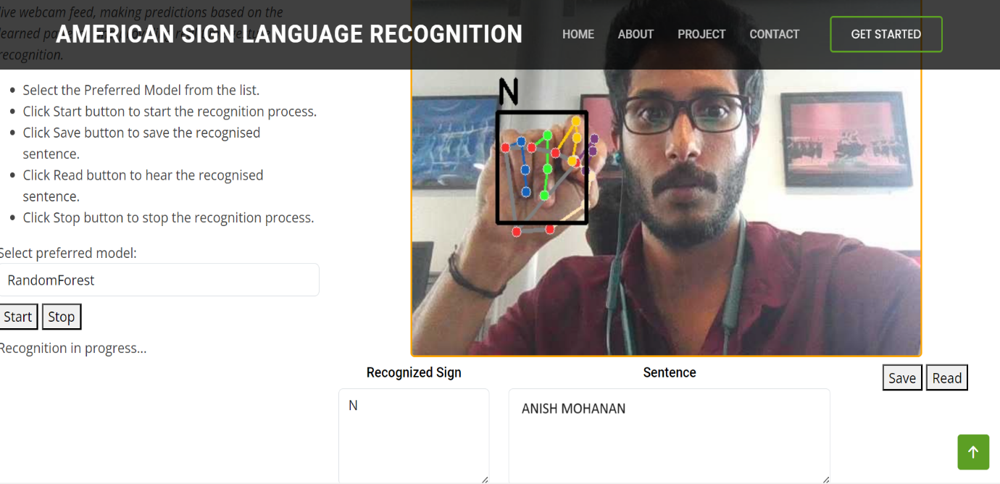 live webcam feed, making predictions based on the
learned
recognition.
AMERICAN SIGN LANGUAGE RECOGNITION
HOME
ABOUT
PROJECT
CONTACT
GET STARTED
Select the Preferred Model from the list.
Click Start button to start the recognition process.
Click Save button to save the recognised
sentence.
Click Read button to hear the recognised
sentence.
Click Stop button to stop the recognition process.
Select preferred model:
RandomForest
Start Stop
Recognition in progress...
N
Recognized Sign
N
Sentence
ANISH MOHANAN
Save Read